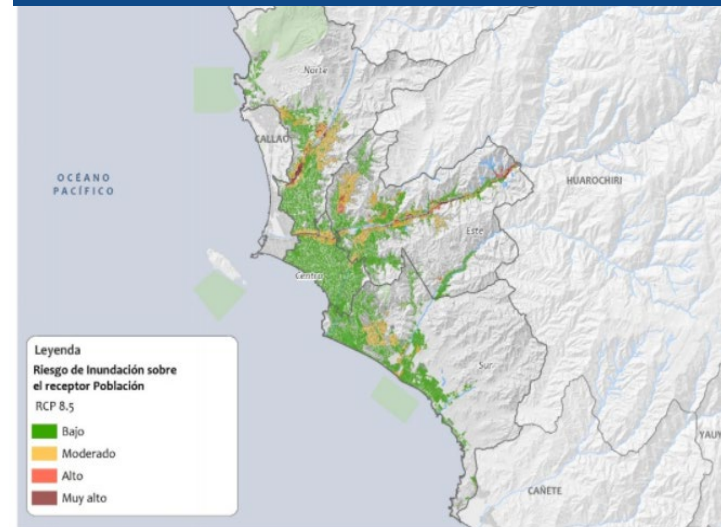 Norte
CALLAO
OCÉANO
PACÍFICO
HUAROCHIRI
Este
Centro
Sur
Leyenda
Riesgo de Inundación sobre
el receptor Población
RCP 8.5
Bajo
Moderado
Alto
Muy alto
YAUY
CAÑETE